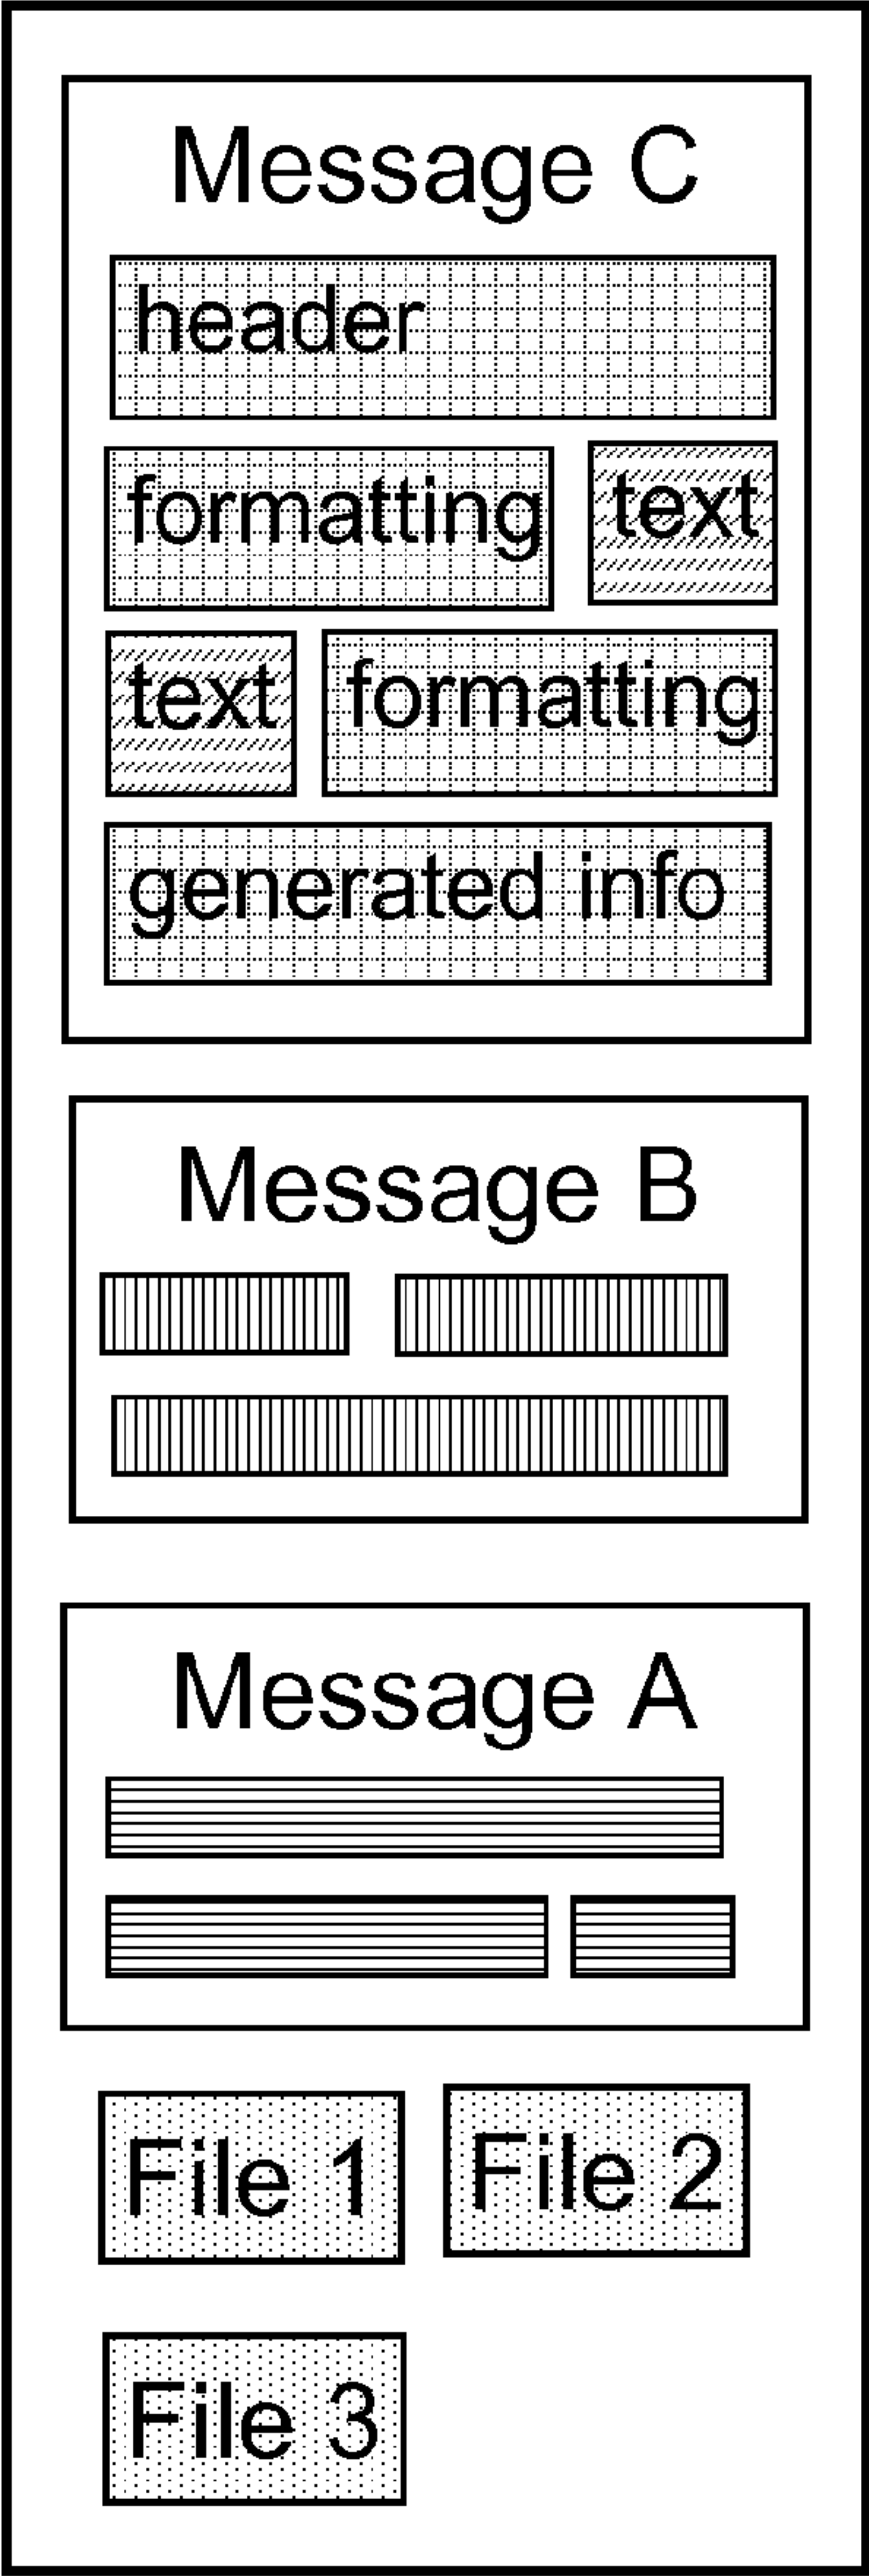 Message C
header
formatting text
text formatting
generated info
Message B
Message A
File 1 File 2
File 3